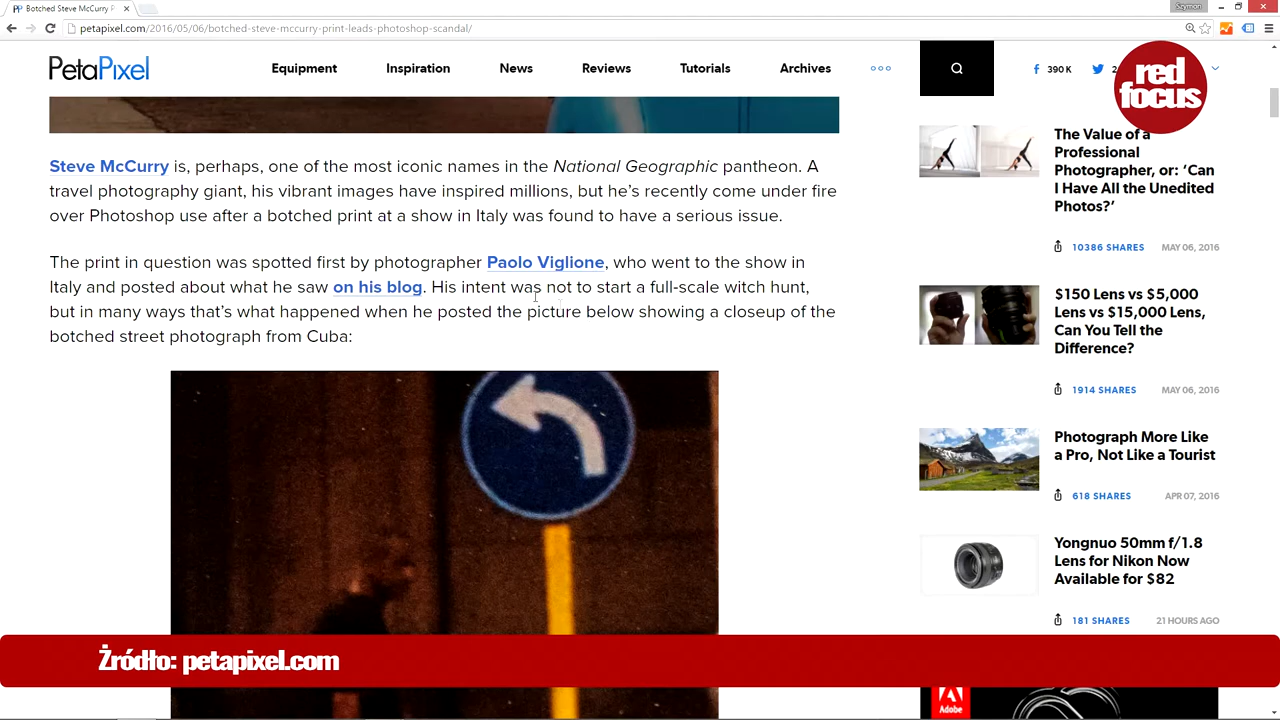 Botched Steve McCurry P
Szymon
petapixel.com/2016/05/06/botched-steve-mccurry-print-leads-photoshop-scandal/
PetaPixel
Equipment
Inspiration
News
Reviews
Tutorials
Archives
390 K
2
red
focus
Steve McCurry is, perhaps, one of the most iconic names in the National Geographic pantheon. A
travel photography giant, his vibrant images have inspired millions, but he's recently come under fire
over Photoshop use after a botched print at a show in Italy was found to have a serious issue.
The print in question was spotted first by photographer Paolo Viglione, who went to the show in
Italy and posted about what he saw on his blog. His intent was not to start a full-scale witch hunt,
but in many ways that's what happened when he posted the picture below showing a closeup of the
botched street photograph from Cuba:
The Value of a
Professional
Photographer, or: 'Can
I Have All the Unedited
Photos?'
10386 SHARES
MAY 06, 2016
$150 Lens vs $5,000
Lens vs $15,000 Lens,
Can You Tell the
Difference?
1914 SHARES
MAY 06, 2016
Photograph More Like
a Pro, Not Like a Tourist
618 SHARES
APR 07, 2016
Yongnuo 50mm f/1.8
Lens for Nikon Now
Available for $82
181 SHARES
21 HOURS AGO
Źródło: petapixel.com
Adobe